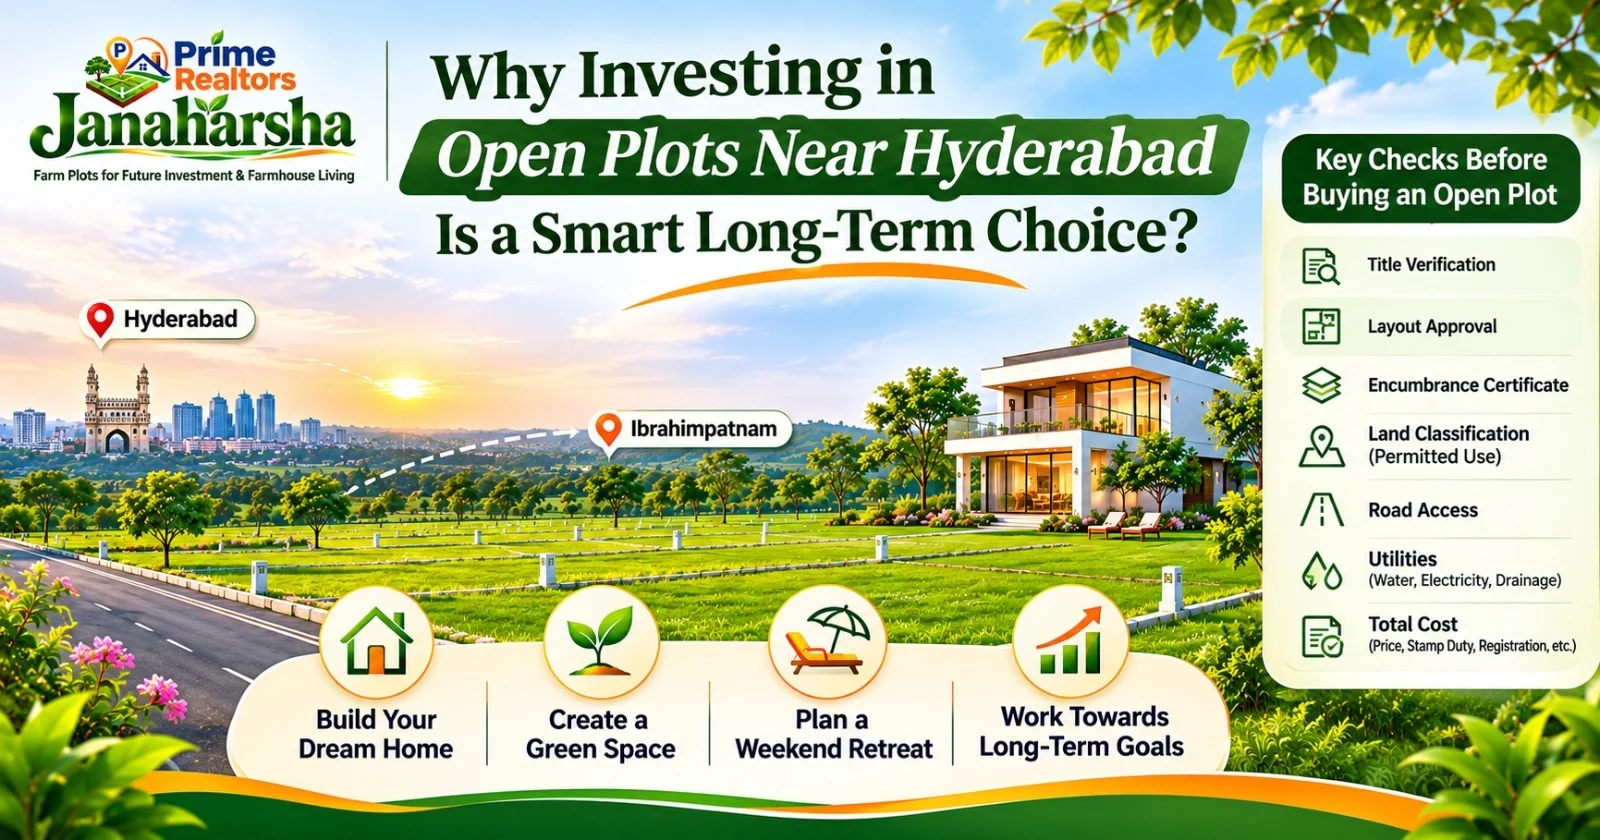 P Prime
Realtors
Janaharsha
Farm Plots for Future Investment & Farmhouse Living
Why Investing in
Open Plots Near Hyderabad
Is a Smart Long-Term Choice?
Hyderabad
Ibrahimpatnam
Key Checks Before
Buying an Open Plot
Title Verification
Layout Approval
Encumbrance Certificate
Land Classification
(Permitted Use)
Road Access
Utilities
(Water, Electricity, Drainage)
Total Cost
(Price, Stamp Duty, Registration, etc.)
Build Your
Dream Home
Create a
Green Space
Plan a
Weekend Retreat
Work Towards
Long-Term Goals